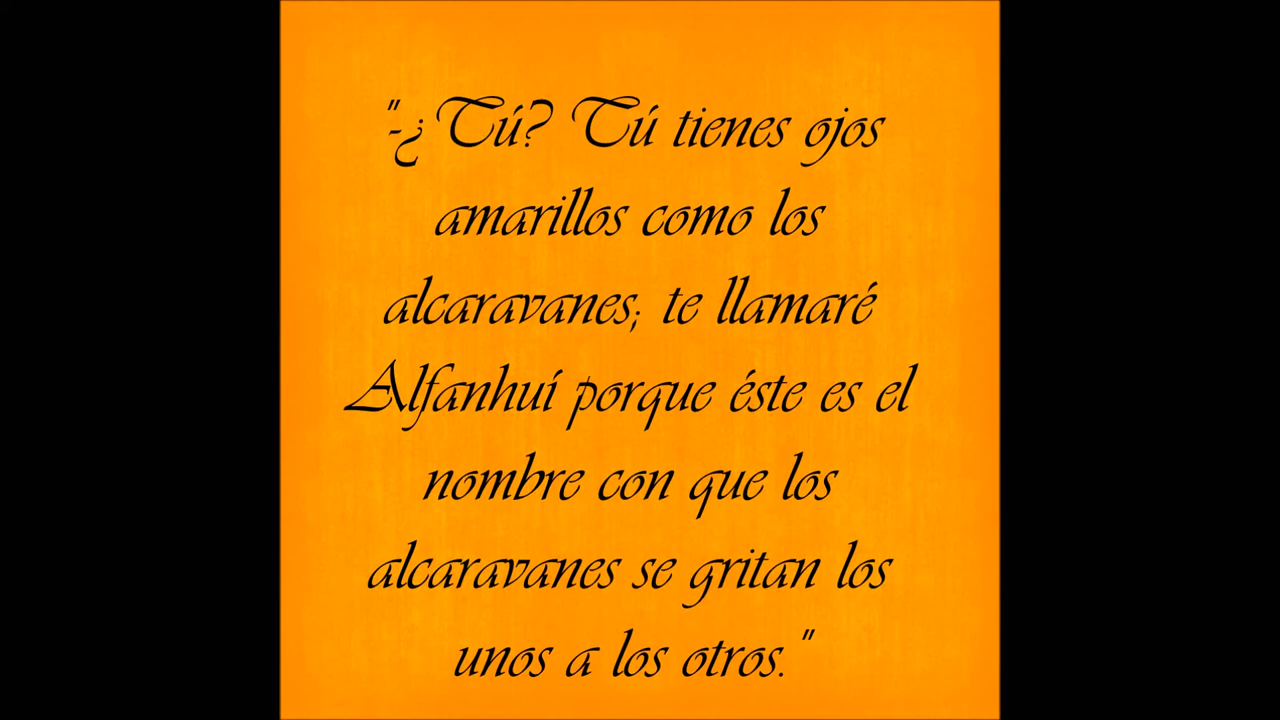 "-¿Tú? Tú tienes ojos
amarillos como los
alcaravanes; te llamaré
Alfanhuí porque éste es el
nombre con que los
alcaravanes se gritan los
unos a los otros."